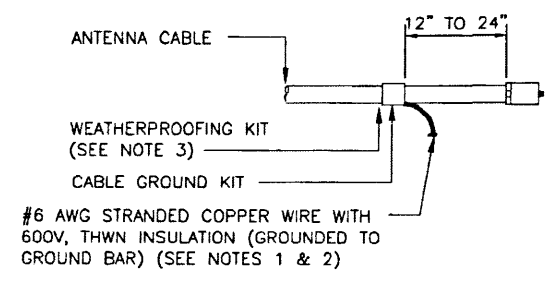 12" TO 24"
ANTENNA CABLE
WEATHERPROOFING KIT
(SEE NOTE 3)
CABLE GROUND KIT
#6 AWG STRANDED COPPER WIRE WITH
600V, THWN INSULATION (GROUNDED TO
GROUND BAR) (SEE NOTES 1 & 2)